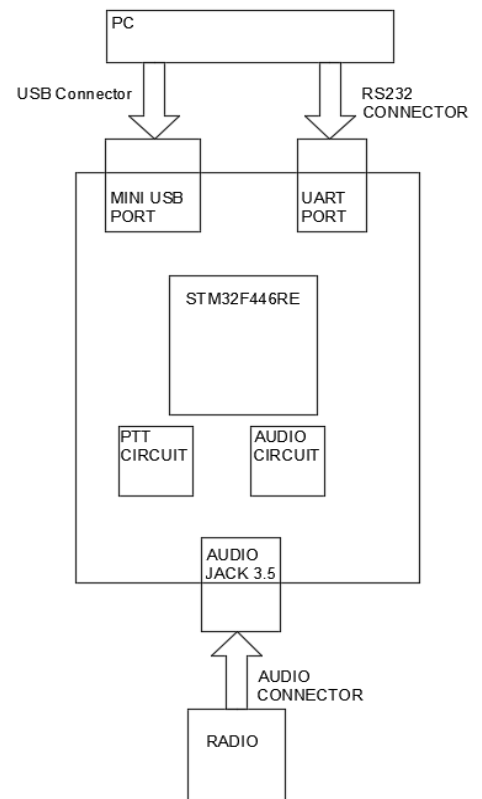 PC
USB Connector
RS232
CONNECTOR
MINI USB
PORT
UART
PORT
STM32F446RE
PTT
CIRCUIT
AUDIO
CIRCUIT
AUDIO
JACK 3.5
AUDIO
CONNECTOR
RADIO